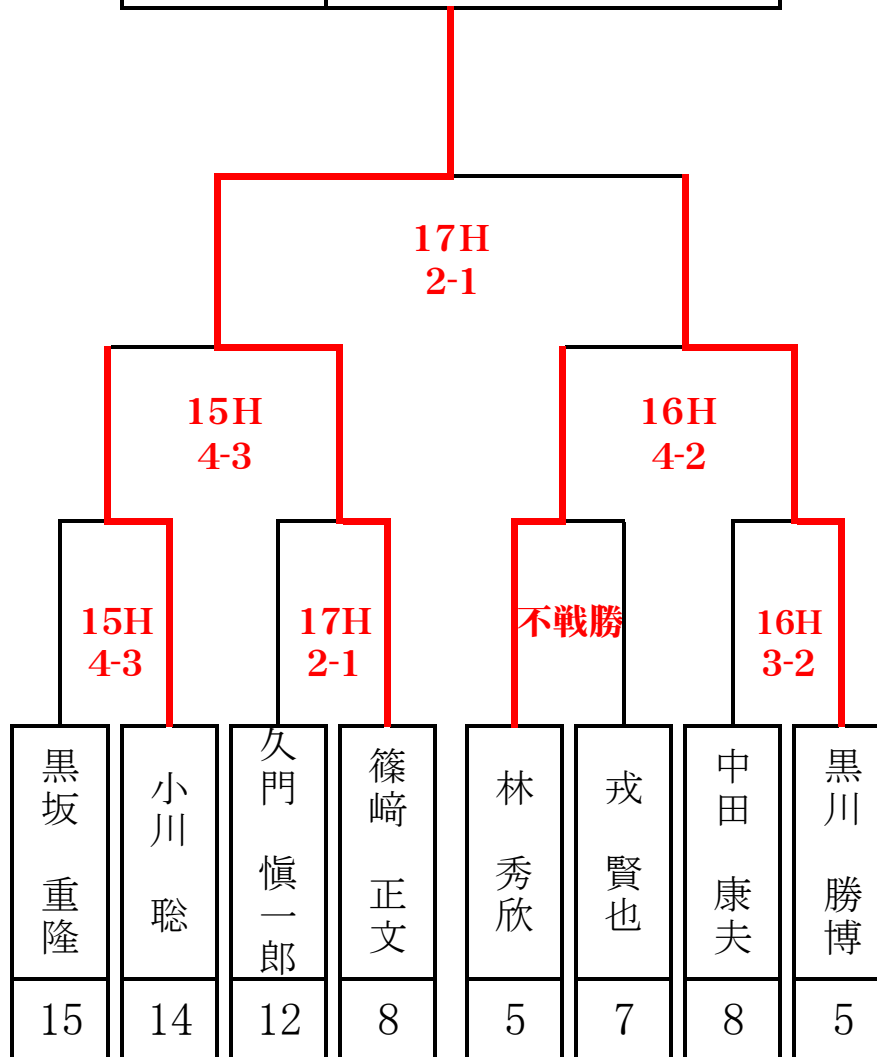 17H
2-1
15H
4-3
16H
4-2
15H
4-3
17H
2-1
不戦勝
16H
3-2
黒坂 重隆
小川 聡
久門 愼一郎
篠﨑 正文
林 秀欣
戎 賢也
中田 康夫
黒川 勝博
15
14
12
8
5
7
8
5